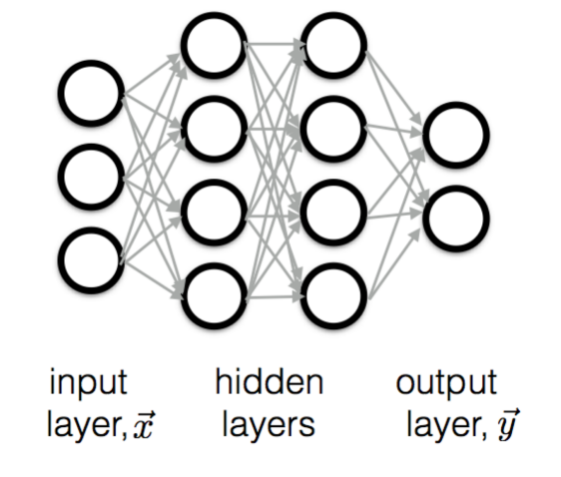 input hidden output
layer, x⃗ layers layer, y⃗